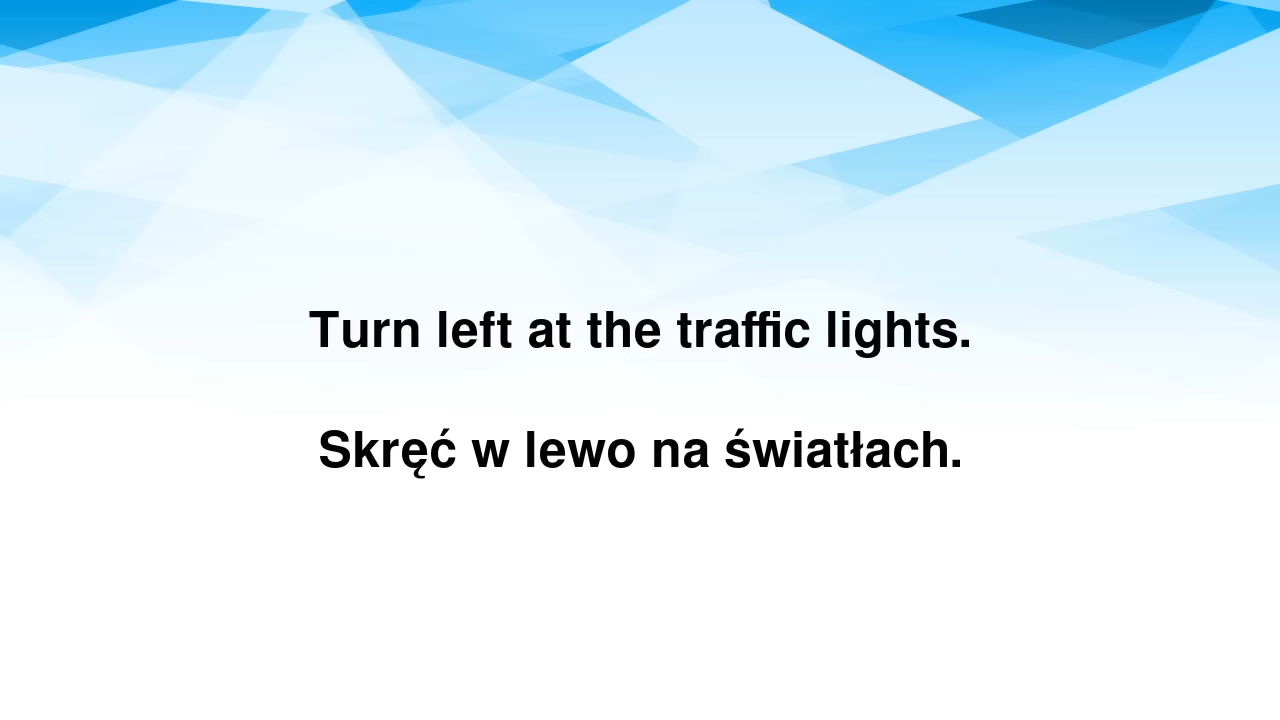 Turn left at the traffic lights.
Skręć w lewo na światłach.